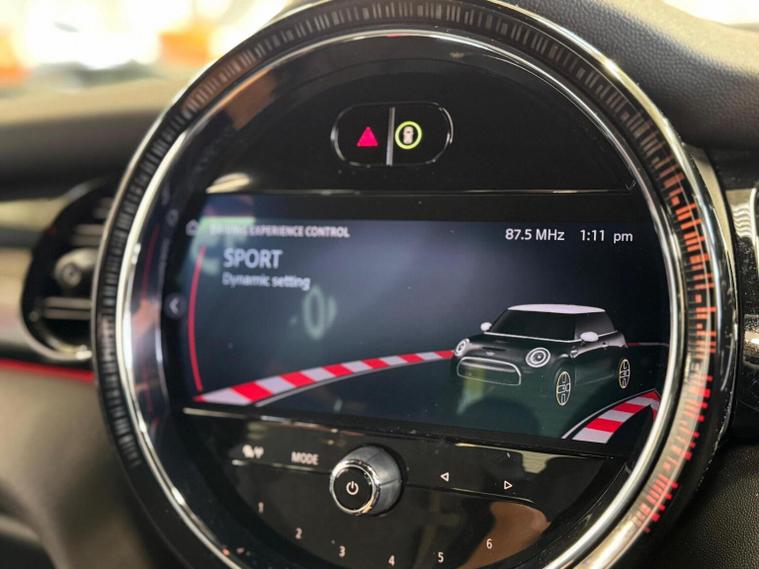 DRIVING EXPERIENCE CONTROL 87.5 MHz 1:11 pm
SPORT
Dynamic setting
MODE
1 2 3 4 5 6